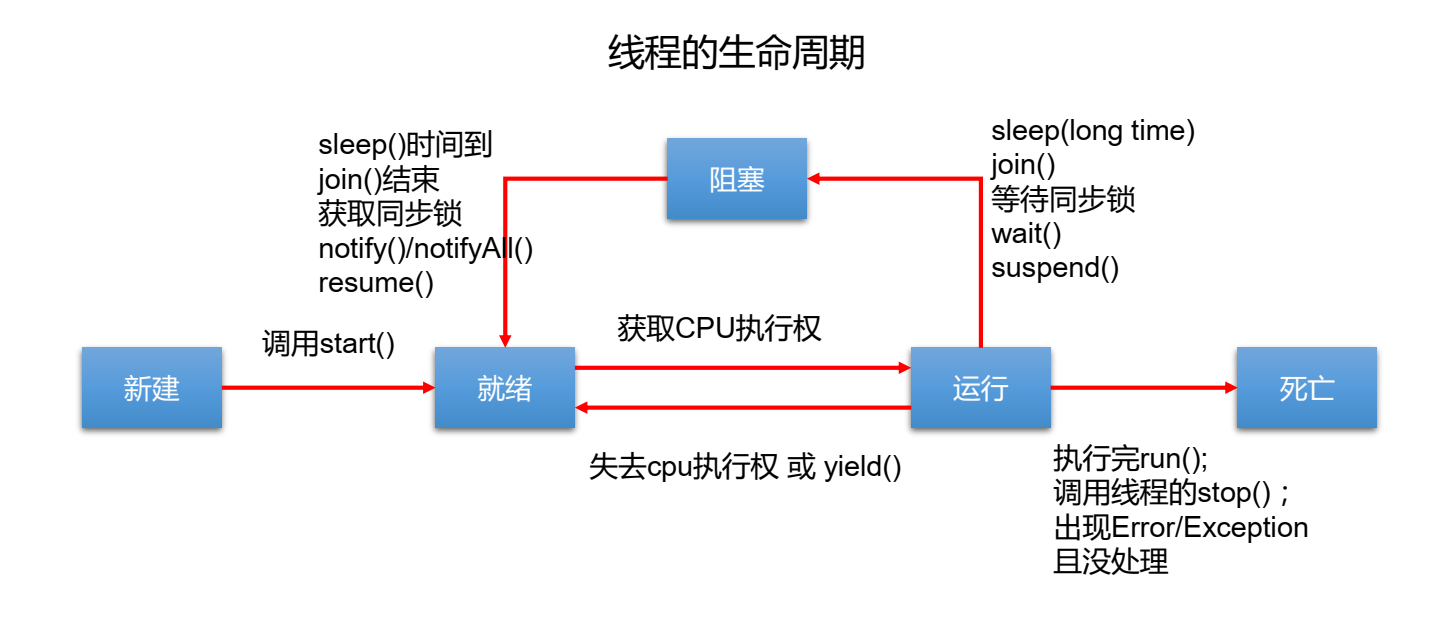 线程的生命周期
sleep()时间到
join()结束
获取同步锁
notify()/notifyAll()
resume()
阻塞
sleep(long time)
join()
等待同步锁
wait()
suspend()
调用start()
获取CPU执行权
新建
就绪
运行
死亡
失去cpu执行权 或 yield()
执行完run();
调用线程的stop()；
出现Error/Exception
且没处理